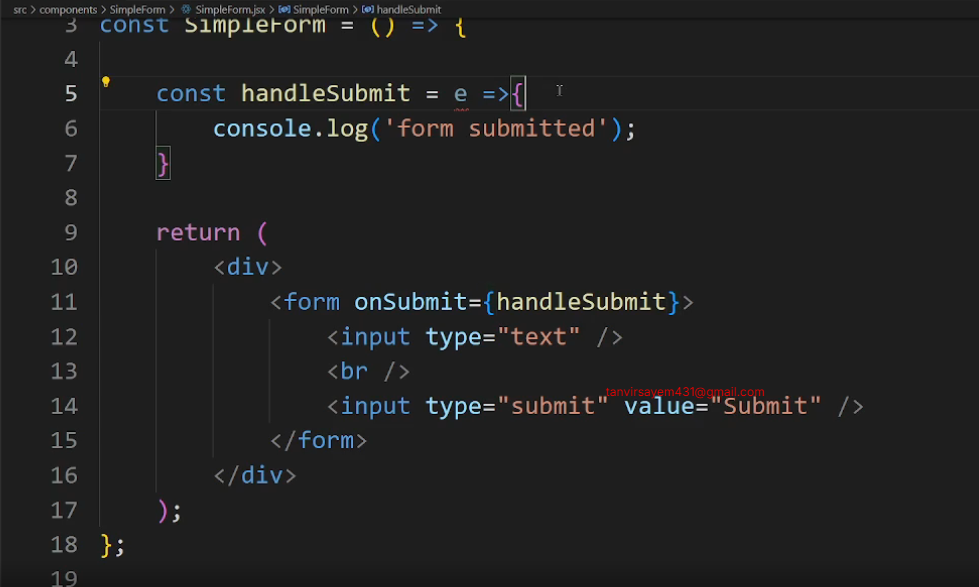 src > components > SimpleForm > SimpleForm.jsx > SimpleForm > handleSubmit
3 const SimpleForm = () => {
4
5 const handleSubmit = e =>{
6 console.log('form submitted');
7 }
8
9 return (
10 <div>
11 <form onSubmit={handleSubmit}>
12 <input type="text" />
13 <br />
tanvirsayem431@gmail.com
14 <input type="submit" value="Submit" />
15 </form>
16 </div>
17 );
18 };
19